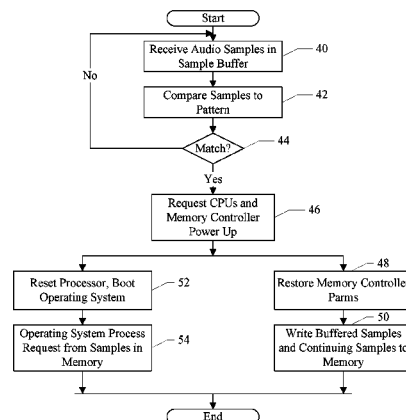 Start
Receive Audio Samples in
Sample Buffer
40
No
Compare Samples to
Pattern
42
Match?
44
Yes
Request CPUs and
Memory Controller
Power Up
46
Reset Processor, Boot
Operating System
52
48
Restore Memory Controlle
Parms
Operating System Process
Request from Samples in
Memory
54
50
Write Buffered Samples
and Continuing Samples to
Memory
End